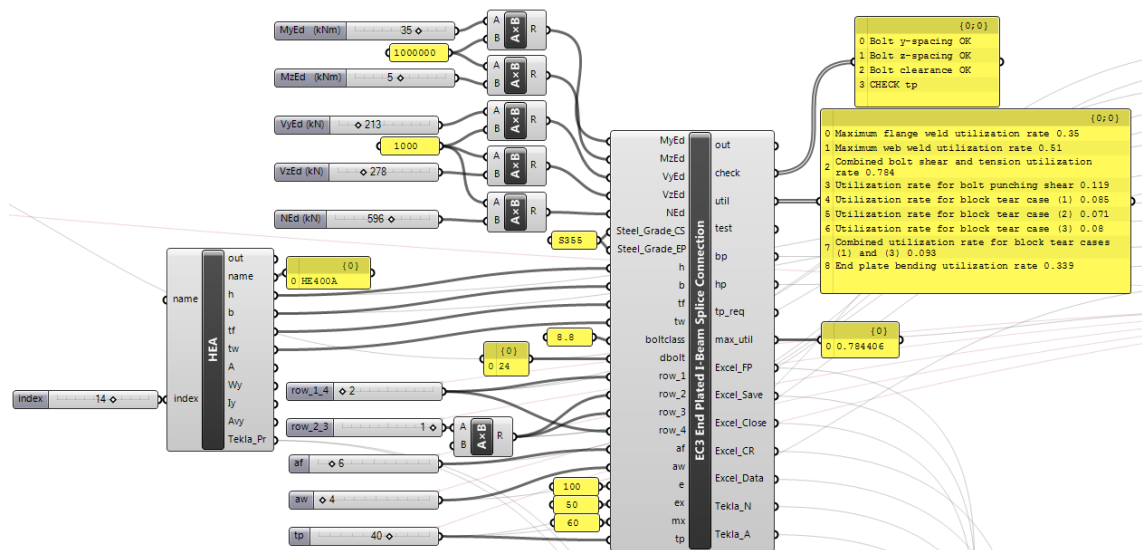 MyEd (kNm) 35
1000000
MzEd (kNm) 5
VyEd (kN) 213
1000
VzEd (kN) 278
NEd (kN) 596
A
B
A×B
R
A
B
A×B
R
A
B
A×B
R
A
B
A×B
R
A
B
A×B
R
{0;0}
0 Bolt y-spacing OK
1 Bolt z-spacing OK
2 Bolt clearance OK
3 CHECK tp
{0;0}
0 Maximum flange weld utilization rate 0.35
1 Maximum web weld utilization rate 0.51
2 Combined bolt shear and tension utilization
rate 0.784
3 Utilization rate for bolt punching shear 0.119
4 Utilization rate for block tear case (1) 0.085
5 Utilization rate for block tear case (2) 0.071
6 Utilization rate for block tear case (3) 0.08
7 Combined utilization rate for block tear cases
(1) and (3) 0.093
8 End plate bending utilization rate 0.339
S355
name
index
HEA
out
name
h
b
tf
tw
A
Wy
Iy
Avy
Tekla_Pr
{0}
0 HE400A
index 14
8.8
{0}
0 24
row_1_4 2
row_2_3 1
A
B
A×B
R
af 6
aw 4
tp 40
100
50
60
MyEd
MzEd
VyEd
VzEd
NEd
Steel_Grade_CS
Steel_Grade_EP
h
b
tf
tw
boltclass
dbolt
row_1
row_2
row_3
row_4
af
aw
e
ex
mx
tp
EC3 End Plated I-Beam Splice Connection
out
check
util
test
bp
hp
tp_req
max_util
Excel_FP
Excel_Save
Excel_Close
Excel_CR
Excel_Data
Tekla_N
Tekla_A
{0}
0 0.784406